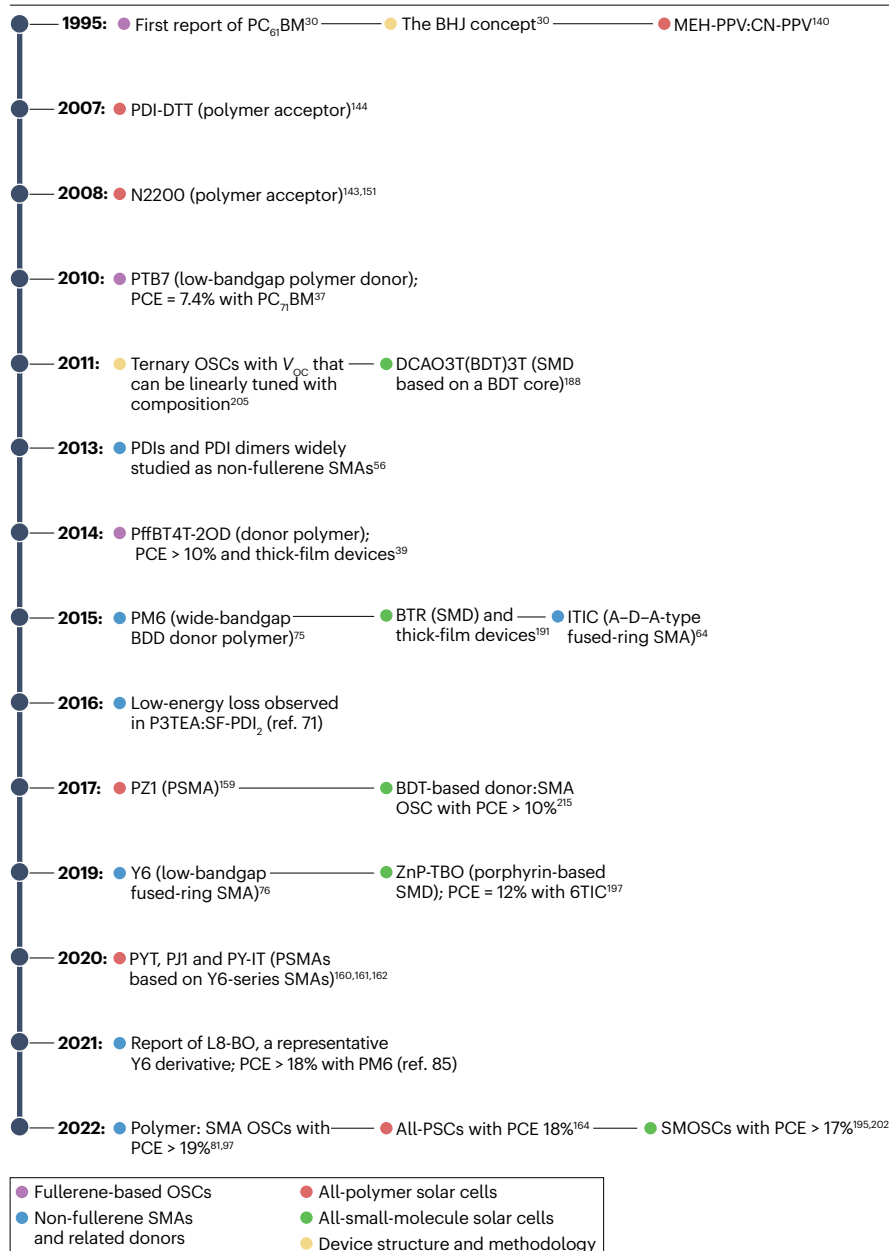 1995: First report of PC₆₁BM³⁰ The BHJ concept³⁰ MEH-PPV:CN-PPV¹⁴⁰
2007: PDI-DTT (polymer acceptor)¹⁴⁴
2008: N2200 (polymer acceptor)¹⁴³,¹⁵¹
2010: PTB7 (low-bandgap polymer donor);
PCE = 7.4% with PC₇₁BM³⁷
2011: Ternary OSCs with V_OC that
can be linearly tuned with
composition²⁰⁵
DCAO3T(BDT)3T (SMD
based on a BDT core)¹⁸⁸
2013: PDIs and PDI dimers widely
studied as non-fullerene SMAs⁵⁶
2014: PffBT4T-2OD (donor polymer);
PCE > 10% and thick-film devices³⁹
2015: PM6 (wide-bandgap
BDD donor polymer)⁷⁵
BTR (SMD) and
thick-film devices¹⁹¹
ITIC (A–D–A-type
fused-ring SMA)⁶⁴
2016: Low-energy loss observed
in P3TEA:SF-PDI₂ (ref. 71)
2017: PZ1 (PSMA)¹⁵⁹
BDT-based donor:SMA
OSC with PCE > 10%²¹⁵
2019: Y6 (low-bandgap
fused-ring SMA)⁷⁶
ZnP-TBO (porphyrin-based
SMD); PCE = 12% with 6TIC¹⁹⁷
2020: PYT, PJ1 and PY-IT (PSMAs
based on Y6-series SMAs)¹⁶⁰,¹⁶¹,¹⁶²
2021: Report of L8-BO, a representative
Y6 derivative; PCE > 18% with PM6 (ref. 85)
2022: Polymer: SMA OSCs with
PCE > 19%⁸¹,⁹⁷
All-PSCs with PCE 18%¹⁶⁴
SMOSCs with PCE > 17%¹⁹⁵,²⁰²
Fullerene-based OSCs
Non-fullerene SMAs
and related donors
All-polymer solar cells
All-small-molecule solar cells
Device structure and methodology